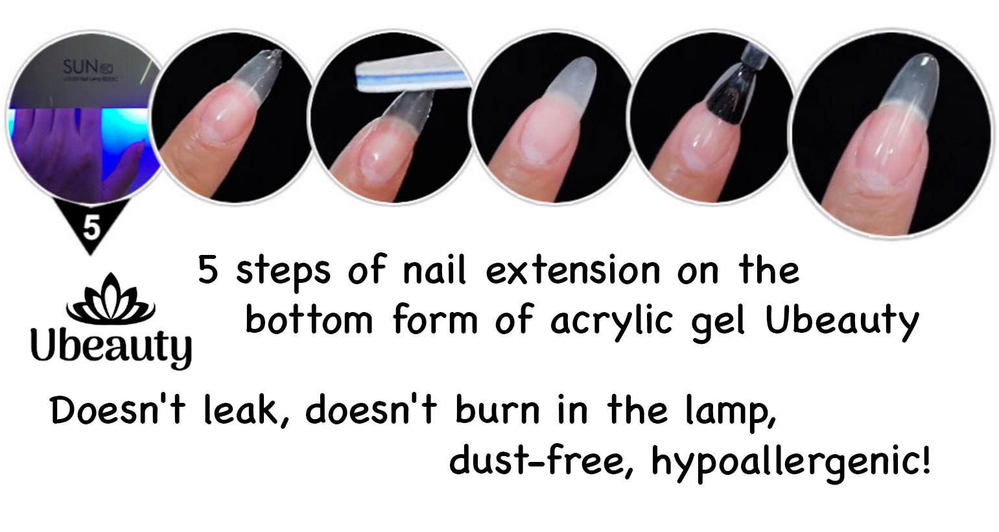 SUN
5
5 steps of nail extension on the
bottom form of acrylic gel Ubeauty
Ubeauty
Doesn't leak, doesn't burn in the lamp,
dust-free, hypoallergenic!